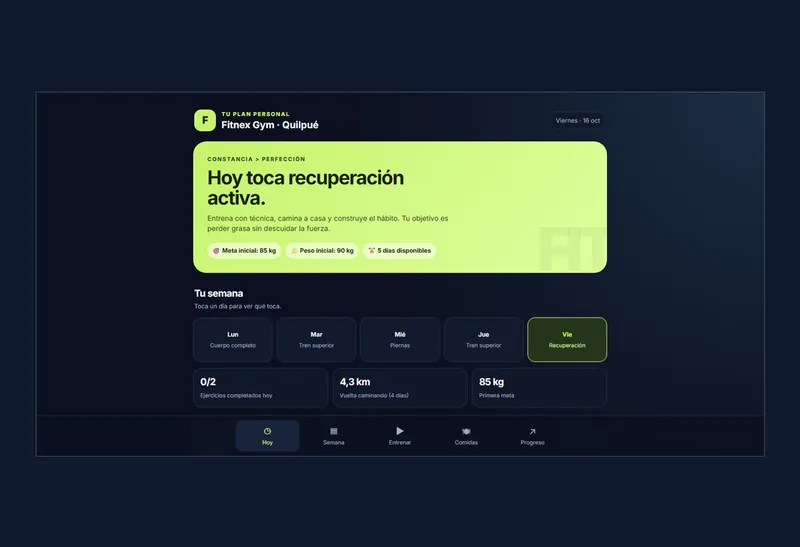 F
TU PLAN PERSONAL
Fitnex Gym · Quilpué
Viernes · 16 oct
CONSTANCIA > PERFECCIÓN
Hoy toca recuperación
activa.
Entrena con técnica, camina a casa y construye el hábito. Tu objetivo es
perder grasa sin descuidar la fuerza.
Meta inicial: 85 kg
Peso inicial: 90 kg
5 días disponibles
FIT
Tu semana
Toca un día para ver qué toca.
Lun
Cuerpo completo
Mar
Tren superior
Mié
Piernas
Jue
Tren superior
Vie
Recuperación
0/2
Ejercicios completados hoy
4,3 km
Vuelta caminando (4 días)
85 kg
Primera meta
Hoy
Semana
Entrenar
Comidas
Progreso